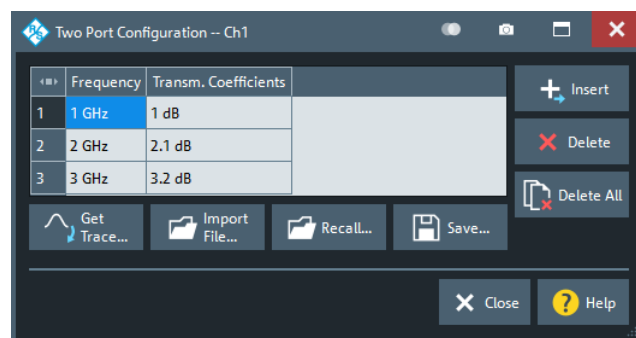 Two Port Configuration -- Ch1
Frequency Transm. Coefficients
1 1 GHz 1 dB
2 2 GHz 2.1 dB
3 3 GHz 3.2 dB
Insert
Delete
Delete All
Get
Trace...
Import
File...
Recall...
Save...
Close
? Help